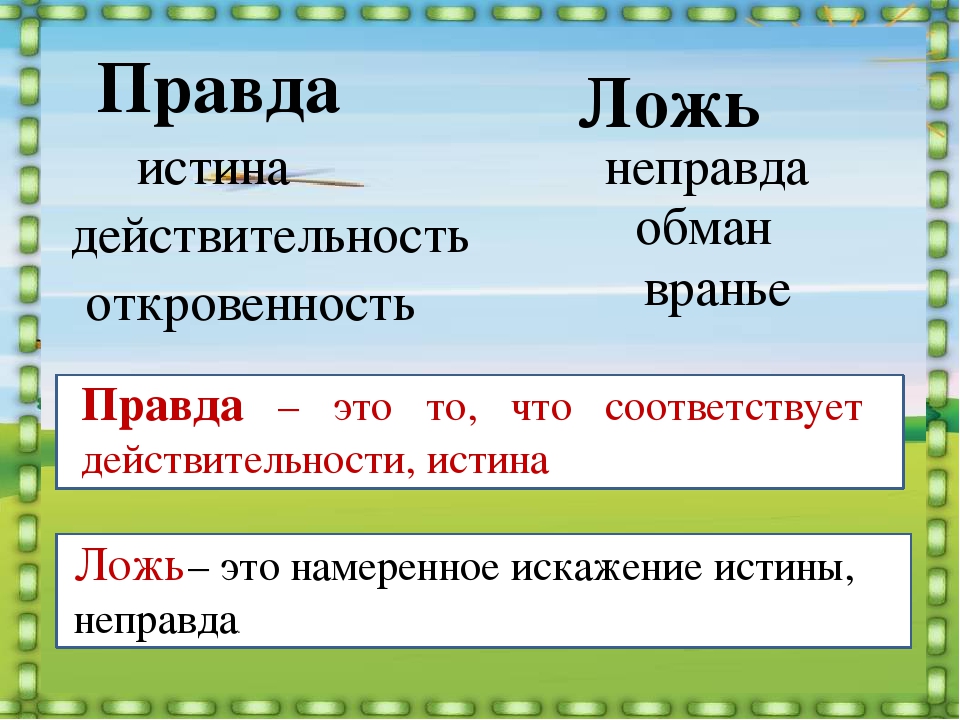 Правда
истина
действительность
откровенность
Ложь
неправда
обман
вранье
Правда – это то, что соответствует
действительности, истина
Ложь – это намеренное искажение истины,
неправда